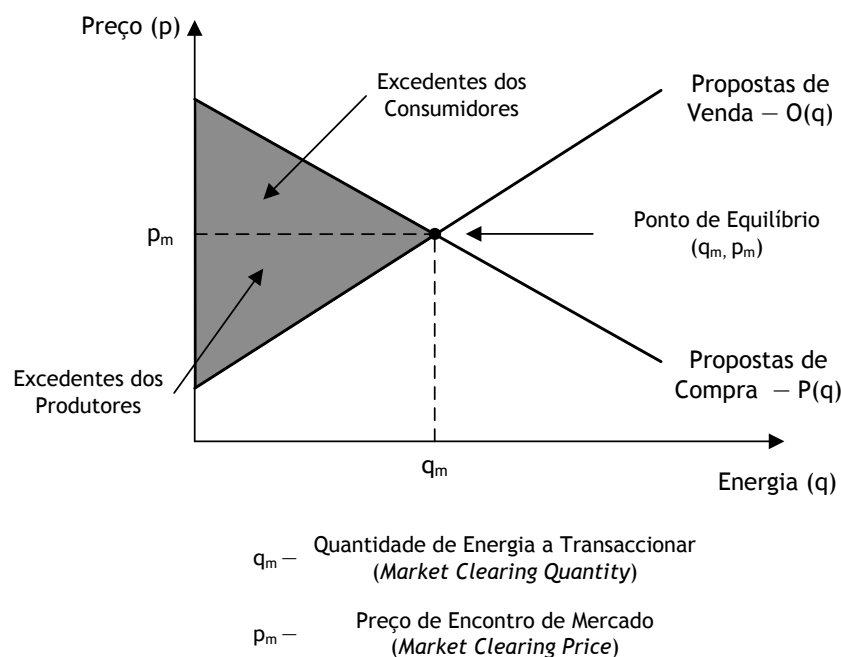 Preço (p)
Excedentes dos
Consumidores
Propostas de
Venda – O(q)
pm
Ponto de Equilíbrio
(qm, pm)
Excedentes dos
Produtores
Propostas de
Compra – P(q)
qm
Energia (q)
qm – Quantidade de Energia a Transaccionar
(Market Clearing Quantity)
pm – Preço de Encontro de Mercado
(Market Clearing Price)